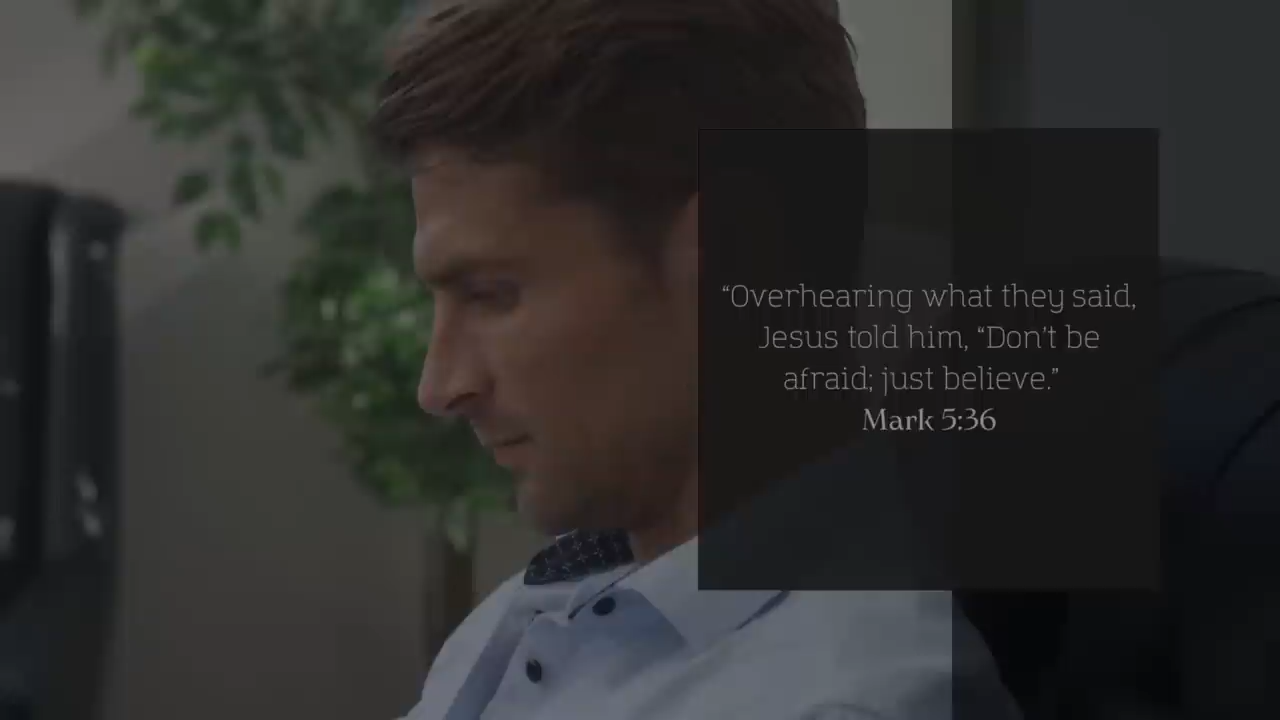 “Overhearing what they said,
Jesus told him, “Don’t be
afraid; just believe.”
Mark 5:36